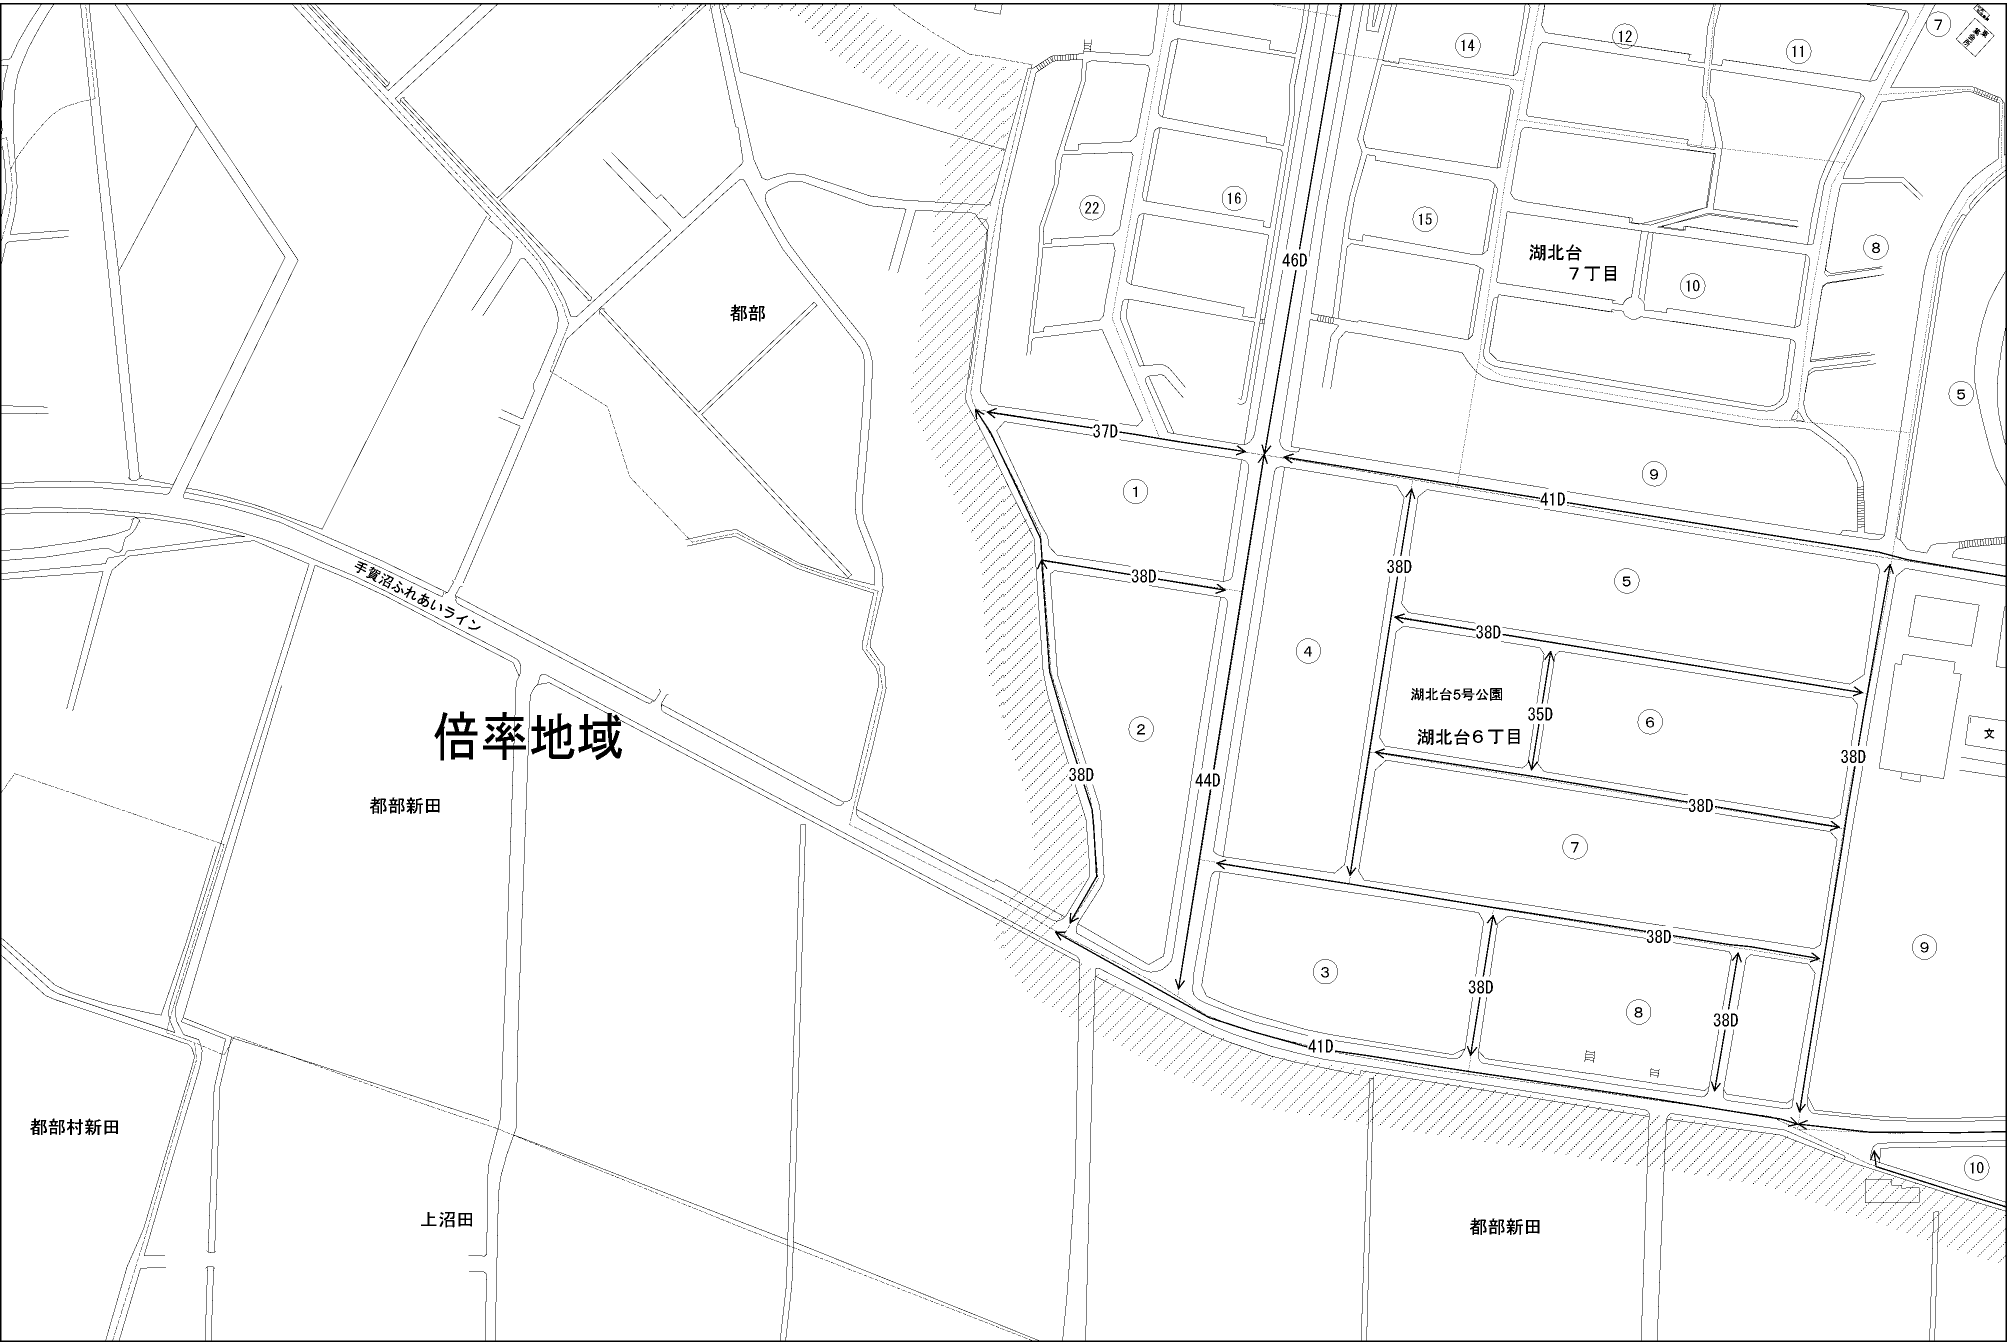 ⑦
⑭
⑫
⑪
㉒
⑯
⑮
46D
湖北台
7丁目
⑧
⑩
都部
⑤
37D
①
⑨
41D
38D
38D
⑤
手賀沼ふれあいライン
38D
④
湖北台5号公園
35D
湖北台6丁目
⑥
②
倍率地域
文
38D
38D
44D
都部新田
38D
⑦
38D
⑨
③
38D
⑧
38D
41D
都部村新田
⑩
上沼田
都部新田